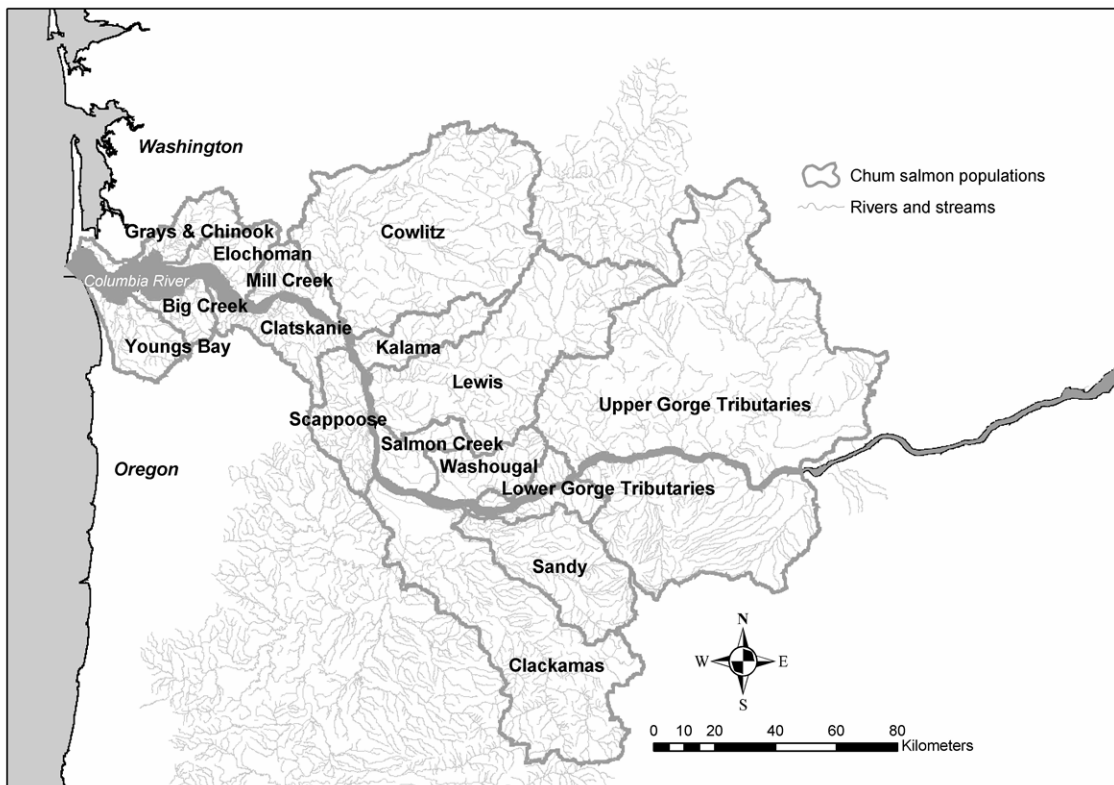 Washington
Chum salmon populations
Rivers and streams
Grays & Chinook
Cowlitz
Elochoman
Columbia River
Mill Creek
Big Creek
Clatskanie
Youngs Bay
Kalama
Lewis
Upper Gorge Tributaries
Scappoose
Salmon Creek
Oregon
Washougal
Lower Gorge Tributaries
Sandy
Clackamas
N
W E
S
0 10 20 40 60 80
Kilometers